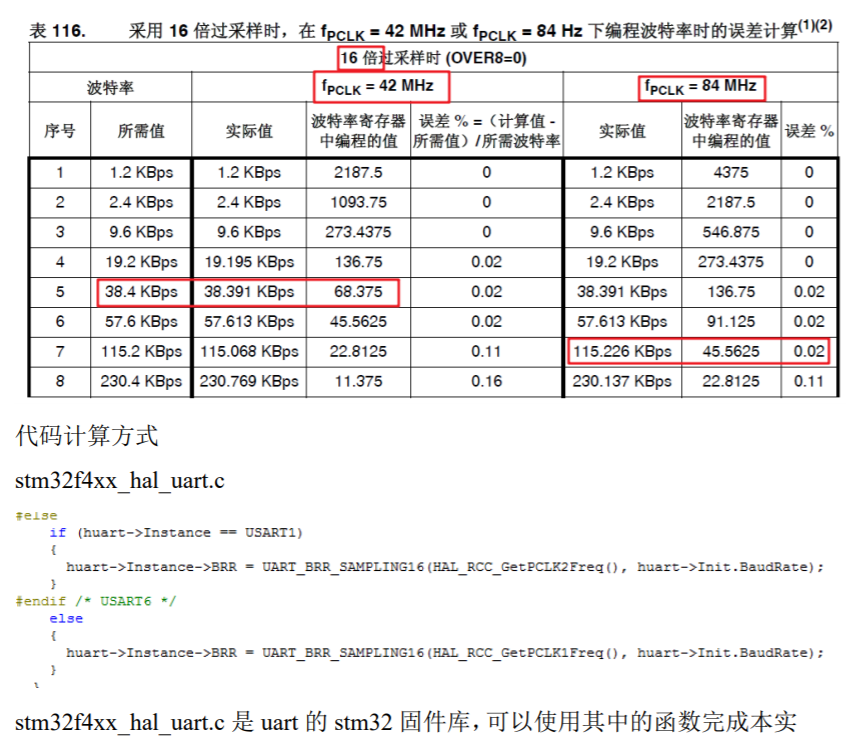 表 116. 采用 16 倍过采样时，在 fPCLK = 42 MHz 或 fPCLK = 84 Hz 下编程波特率时的误差计算(1)(2)
16 倍过采样时 (OVER8=0)
波特率 fPCLK = 42 MHz fPCLK = 84 MHz
序号 所需值 实际值 波特率寄存器中编程的值 误差 % =（计算值 - 所需值）/所需波特率 实际值 波特率寄存器中编程的值 误差 %
1 1.2 KBps 1.2 KBps 2187.5 0 1.2 KBps 4375 0
2 2.4 KBps 2.4 KBps 1093.75 0 2.4 KBps 2187.5 0
3 9.6 KBps 9.6 KBps 273.4375 0 9.6 KBps 546.875 0
4 19.2 KBps 19.195 KBps 136.75 0.02 19.2 KBps 273.4375 0
5 38.4 KBps 38.391 KBps 68.375 0.02 38.391 KBps 136.75 0.02
6 57.6 KBps 57.613 KBps 45.5625 0.02 57.613 KBps 91.125 0.02
7 115.2 KBps 115.068 KBps 22.8125 0.11 115.226 KBps 45.5625 0.02
8 230.4 KBps 230.769 KBps 11.375 0.16 230.137 KBps 22.8125 0.11
代码计算方式
stm32f4xx_hal_uart.c
#else
if (huart->Instance == USART1)
{
huart->Instance->BRR = UART_BRR_SAMPLING16(HAL_RCC_GetPCLK2Freq(), huart->Init.BaudRate);
}
#endif /* USART6 */
else
{
huart->Instance->BRR = UART_BRR_SAMPLING16(HAL_RCC_GetPCLK1Freq(), huart->Init.BaudRate);
}
}
stm32f4xx_hal_uart.c 是 uart 的 stm32 固件库，可以使用其中的函数完成本实